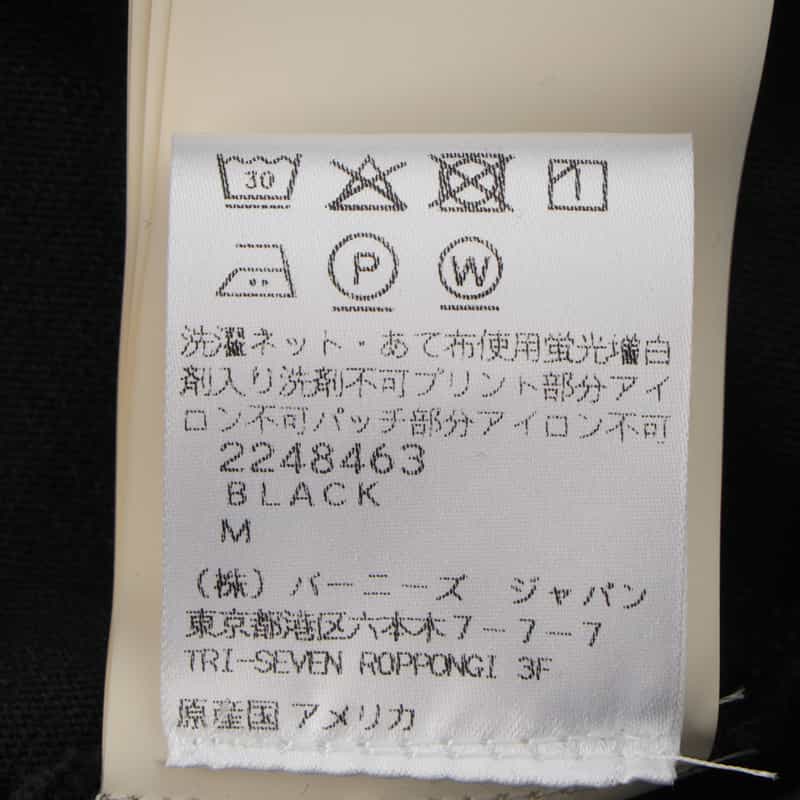 30
P W
洗濯ネット・あて布使用蛍光増白
剤入り洗剤不可プリント部分アイ
ロン不可パッチ部分アイロン不可
2248463
BLACK
M
(株) バーニーズ ジャパン
東京都港区六本木7-7-7
TRI-SEVEN ROPPONGI 3F
原産国アメリカ